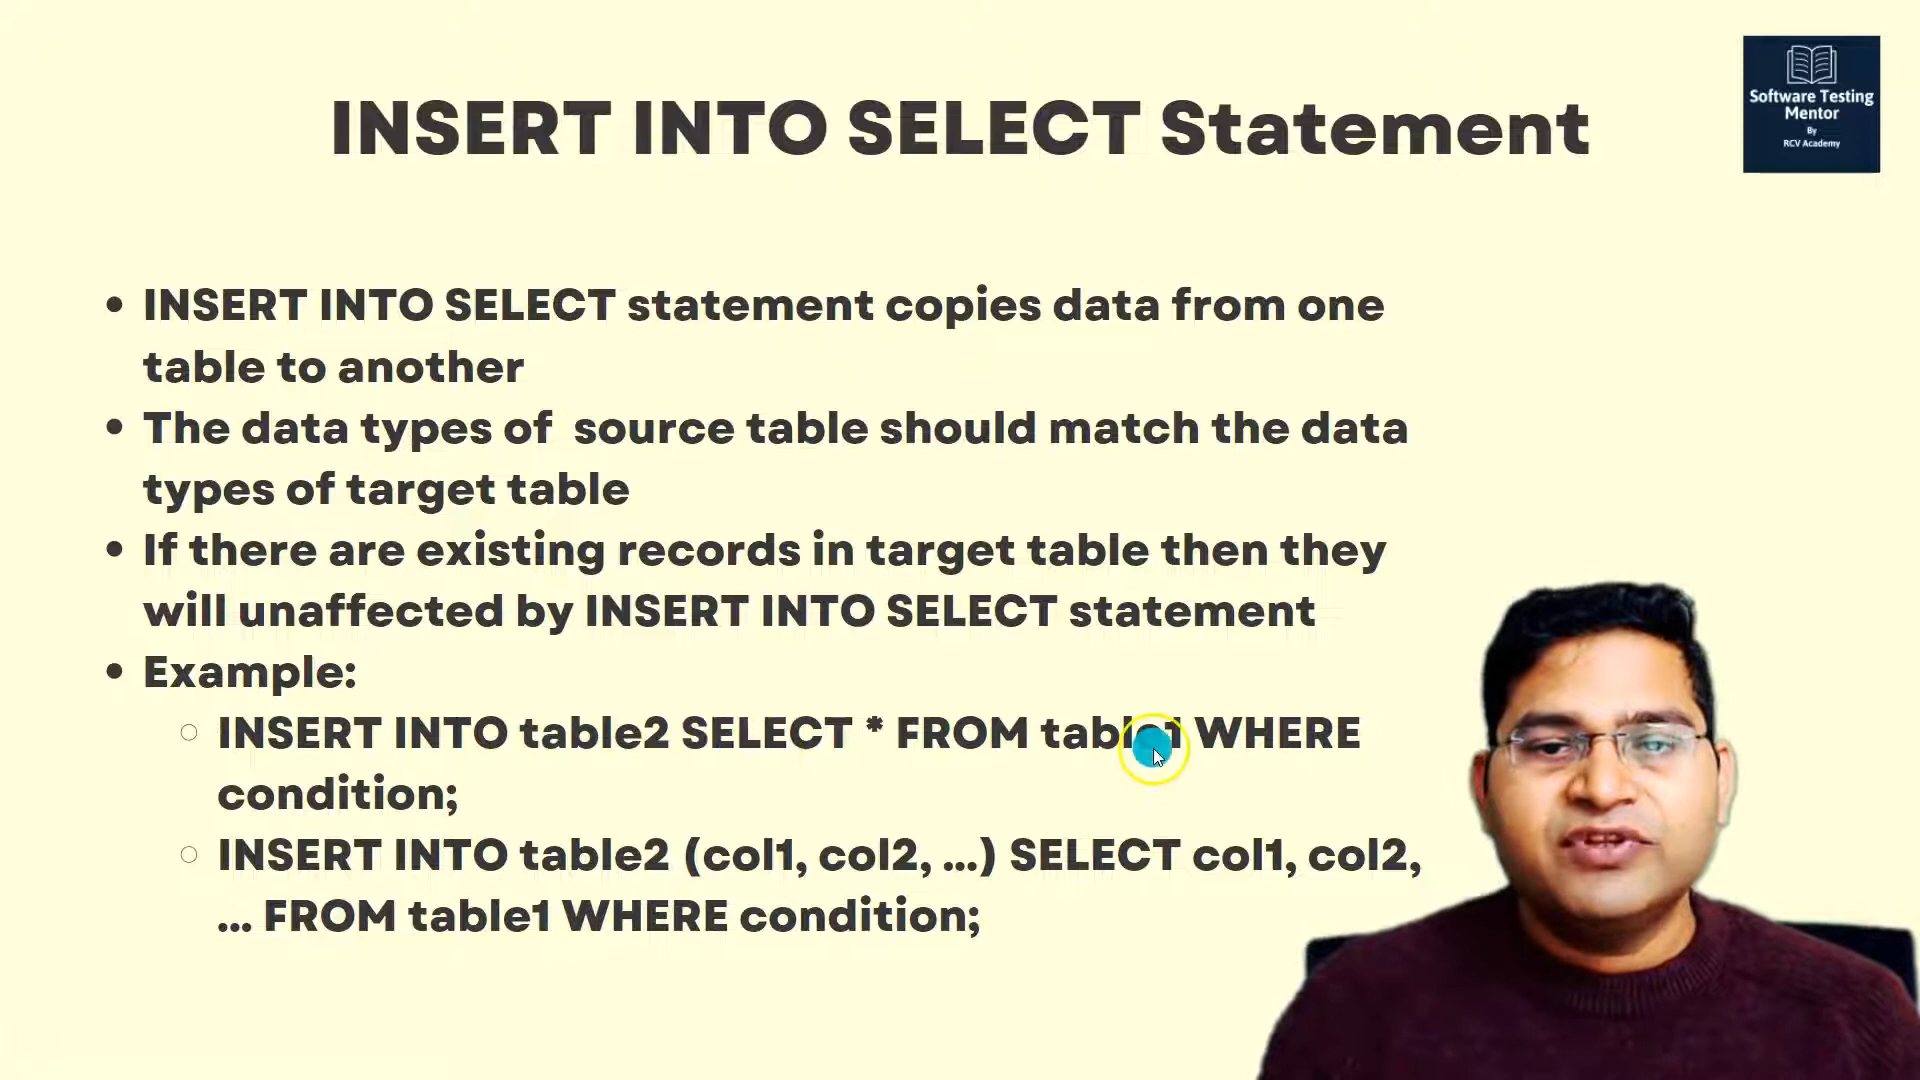 INSERT INTO SELECT Statement
Software Testing
Mentor
By
RCV Academy
• INSERT INTO SELECT statement copies data from one
table to another
• The data types of source table should match the data
types of target table
• If there are existing records in target table then they
will unaffected by INSERT INTO SELECT statement
• Example:
○ INSERT INTO table2 SELECT * FROM table1 WHERE
condition;
○ INSERT INTO table2 (col1, col2, ...) SELECT col1, col2,
... FROM table1 WHERE condition;